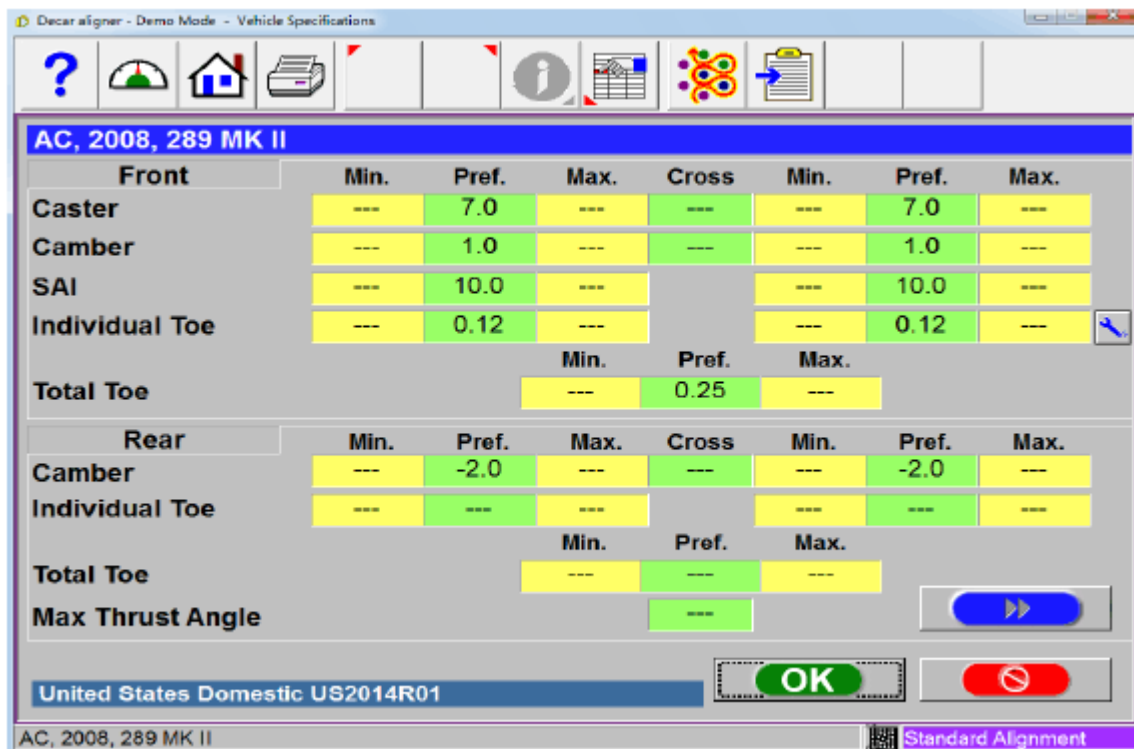 Decar aligner - Demo Mode - Vehicle Specifications
AC, 2008, 289 MK II
Front Min. Pref. Max. Cross Min. Pref. Max.
Caster --- 7.0 --- --- --- 7.0 ---
Camber --- 1.0 --- --- --- 1.0 ---
SAI --- 10.0 --- --- 10.0 ---
Individual Toe --- 0.12 --- --- 0.12 ---
Min. Pref. Max.
Total Toe --- 0.25 ---
Rear Min. Pref. Max. Cross Min. Pref. Max.
Camber --- -2.0 --- --- --- -2.0 ---
Individual Toe --- --- --- --- --- ---
Min. Pref. Max.
Total Toe --- --- ---
Max Thrust Angle ---
OK
United States Domestic US2014R01
AC, 2008, 289 MK II Standard Alignment